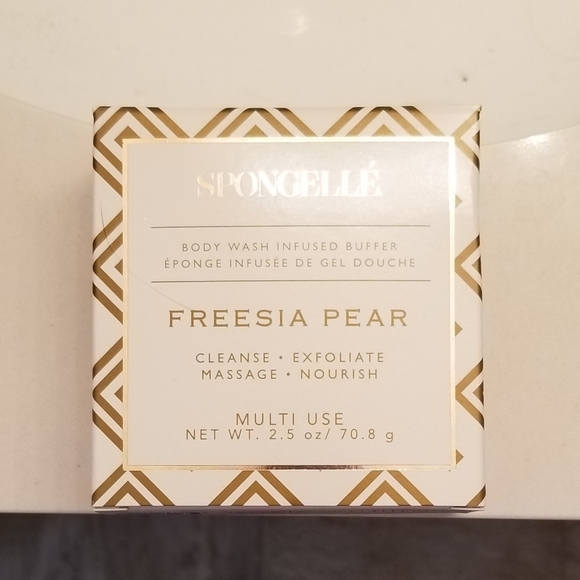 SPONGELLÉ
BODY WASH INFUSED BUFFER
ÉPONGE INFUSÉE DE GEL DOUCHE
FREESIA PEAR
CLEANSE • EXFOLIATE
MASSAGE • NOURISH
MULTI USE
NET WT. 2.5 oz/ 70.8 g